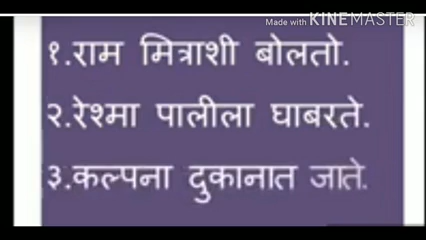 Made with KINEMASTER
१.राम मित्राशी बोलतो.
२.रेश्मा पालीला घाबरते.
३.कल्पना दुकानात जाते.